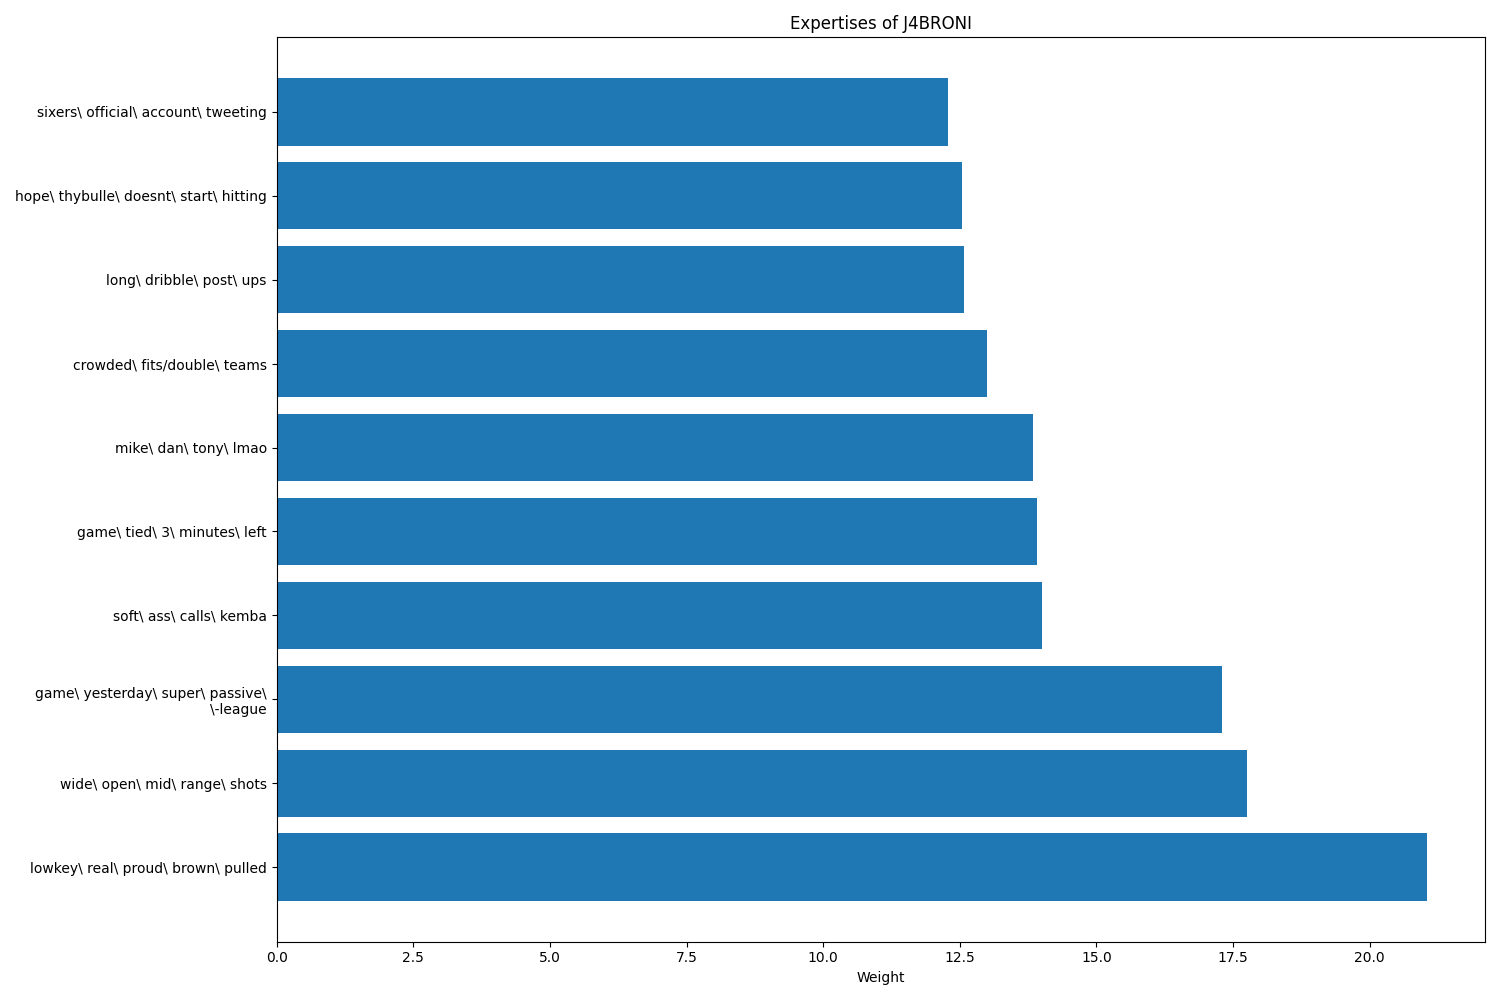 Expertises of J4BRONI
sixers\ official\ account\ tweeting
hope\ thybulle\ doesnt\ start\ hitting
long\ dribble\ post\ ups
crowded\ fits/double\ teams
mike\ dan\ tony\ lmao
game\ tied\ 3\ minutes\ left
soft\ ass\ calls\ kemba
game\ yesterday\ super\ passive\
\-league
wide\ open\ mid\ range\ shots
lowkey\ real\ proud\ brown\ pulled
0.0 2.5 5.0 7.5 10.0 12.5 15.0 17.5 20.0
Weight